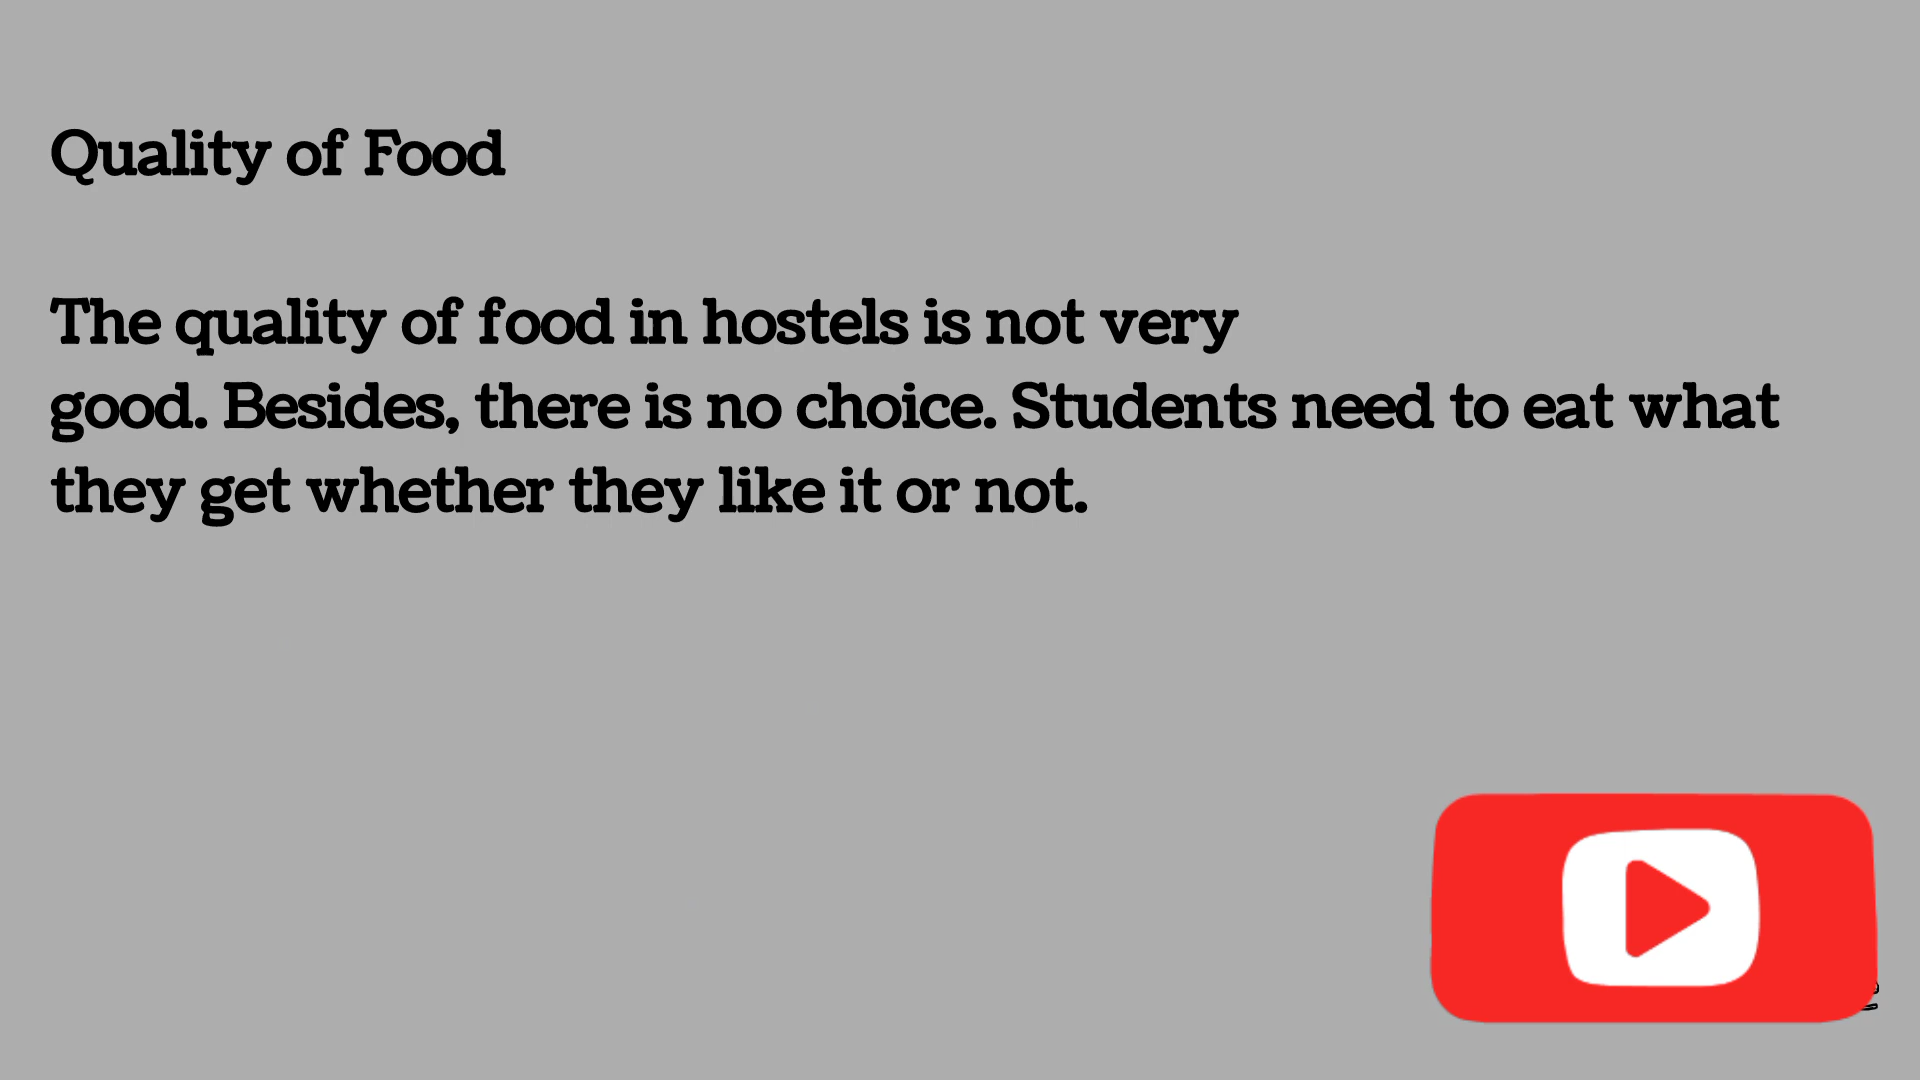 Quality of Food
The quality of food in hostels is not very
good. Besides, there is no choice. Students need to eat what
they get whether they like it or not.